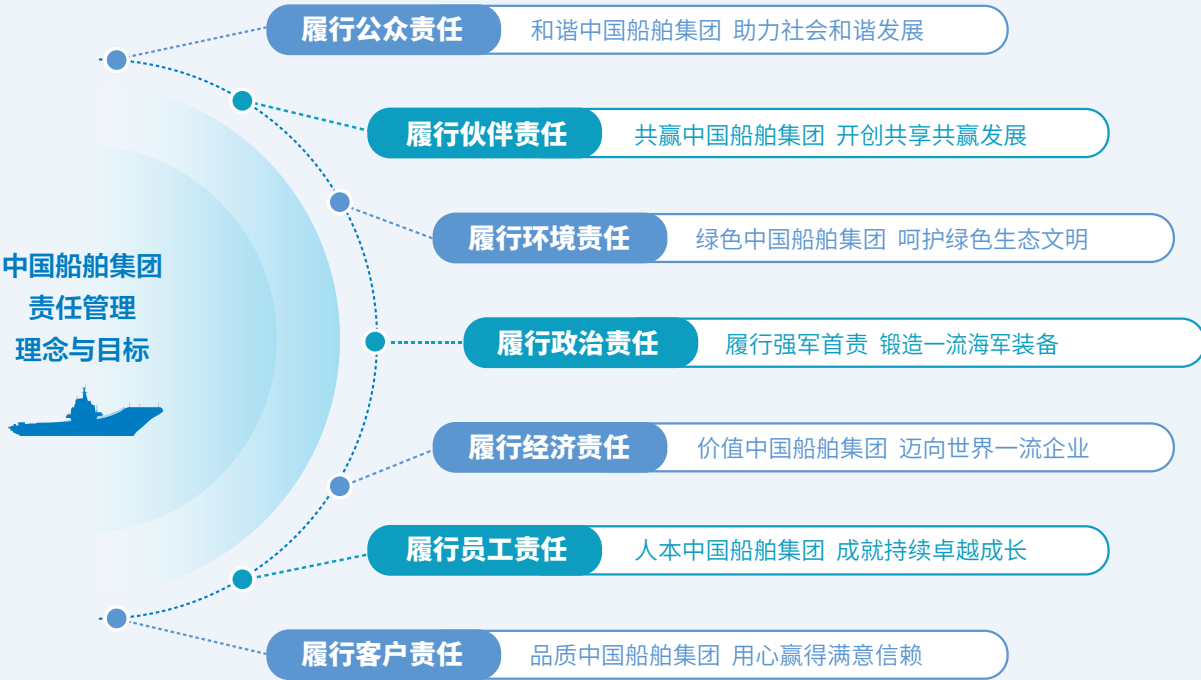 中国船舶集团
责任管理
理念与目标
履行公众责任 和谐中国船舶集团 助力社会和谐发展
履行伙伴责任 共赢中国船舶集团 开创共享共赢发展
履行环境责任 绿色中国船舶集团 呵护绿色生态文明
履行政治责任 履行强军首责 锻造一流海军装备
履行经济责任 价值中国船舶集团 迈向世界一流企业
履行员工责任 人本中国船舶集团 成就持续卓越成长
履行客户责任 品质中国船舶集团 用心赢得满意信赖